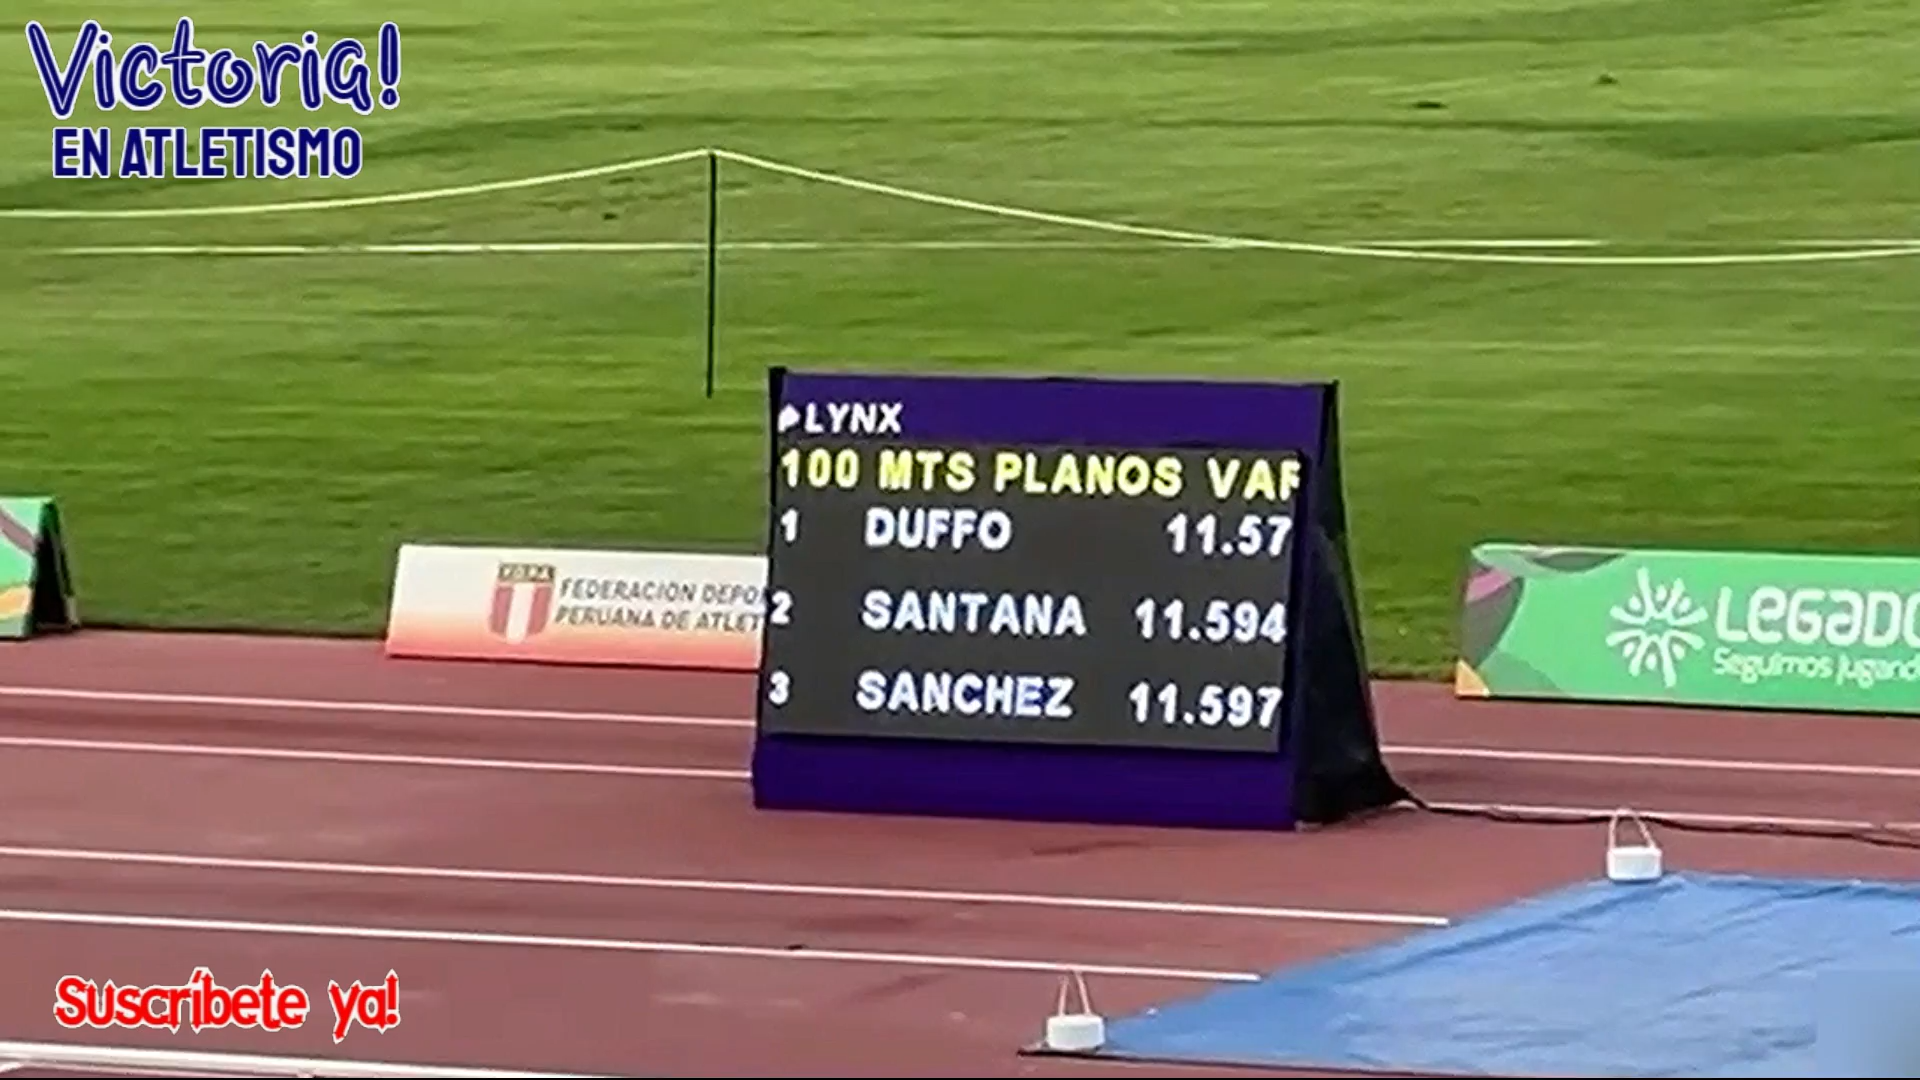 Victoria!
EN ATLETISMO
LYNX
100 MTS PLANOS VAR
1 DUFFO 11.57
2 SANTANA 11.594
3 SANCHEZ 11.597
FEDERACION DEPO
PERUANA DE ATLET
LEGADO
Seguimos jugand
Suscríbete ya!